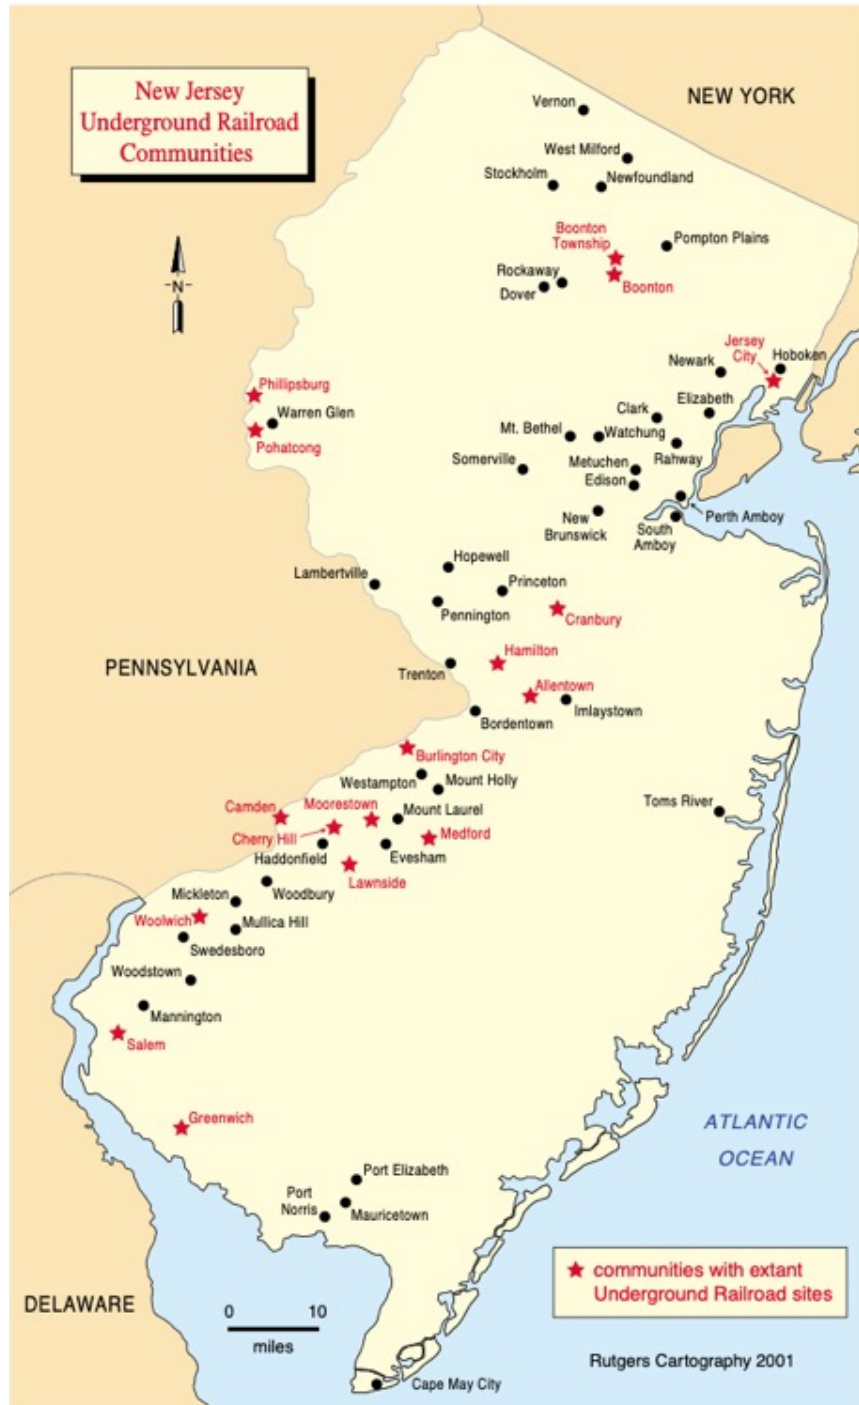 New Jersey
Underground Railroad
Communities
NEW YORK
Vernon
West Milford
Stockholm
Newfoundland
Boonton
Township
Pompton Plains
Rockaway
Boonton
Dover
-N-
Jersey
City
Hoboken
Newark
Phillipsburg
Elizabeth
Clark
Warren Glen
Mt. Bethel
Watchung
Pohatcong
Rahway
Somerville
Metuchen
Edison
New
Brunswick
Perth Amboy
South
Amboy
Hopewell
Lambertville
Princeton
Pennington
Cranbury
Hamilton
PENNSYLVANIA
Trenton
Allentown
Imlaystown
Bordentown
Burlington City
Westampton
Mount Holly
Camden
Moorestown
Toms River
Mount Laurel
Cherry Hill
Medford
Haddonfield
Evesham
Lawnside
Mickleton
Woodbury
Woolwich
Mullica Hill
Swedesboro
Woodstown
Mannington
Salem
Greenwich
ATLANTIC
OCEAN
Port Elizabeth
Port
Norris
Mauricetown
communities with extant
Underground Railroad sites
DELAWARE
0 10
miles
Rutgers Cartography 2001
Cape May City